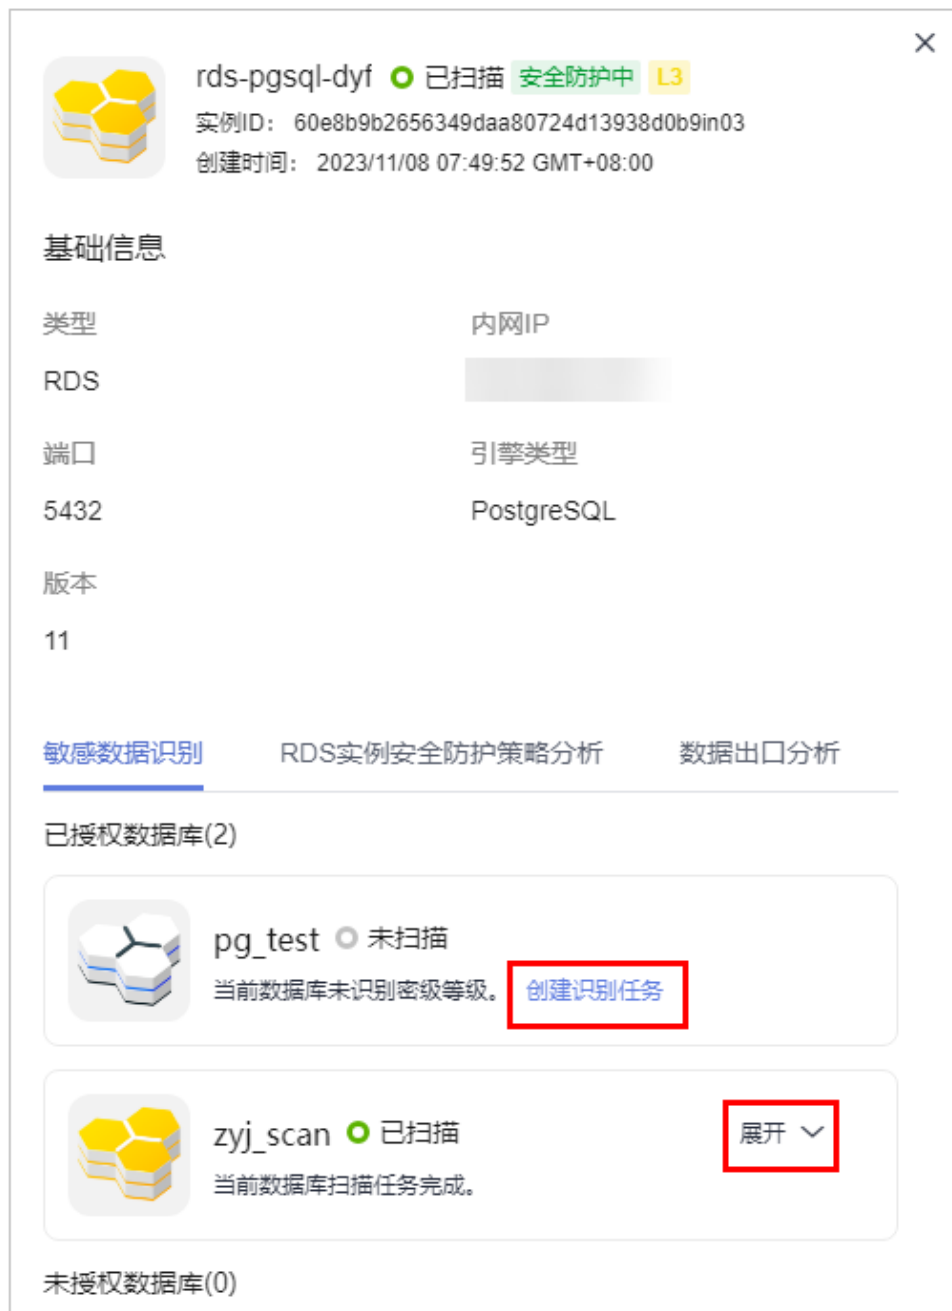 rds-pgsql-dyf 已扫描 安全防护中 L3
实例ID： 60e8b9b2656349daa80724d13938d0b9in03
创建时间： 2023/11/08 07:49:52 GMT+08:00
基础信息
类型 内网IP
RDS
端口 引擎类型
5432 PostgreSQL
版本
11
敏感数据识别 RDS实例安全防护策略分析 数据出口分析
已授权数据库(2)
pg_test 未扫描
当前数据库未识别密级等级。 创建识别任务
zyj_scan 已扫描 展开
当前数据库扫描任务完成。
未授权数据库(0)